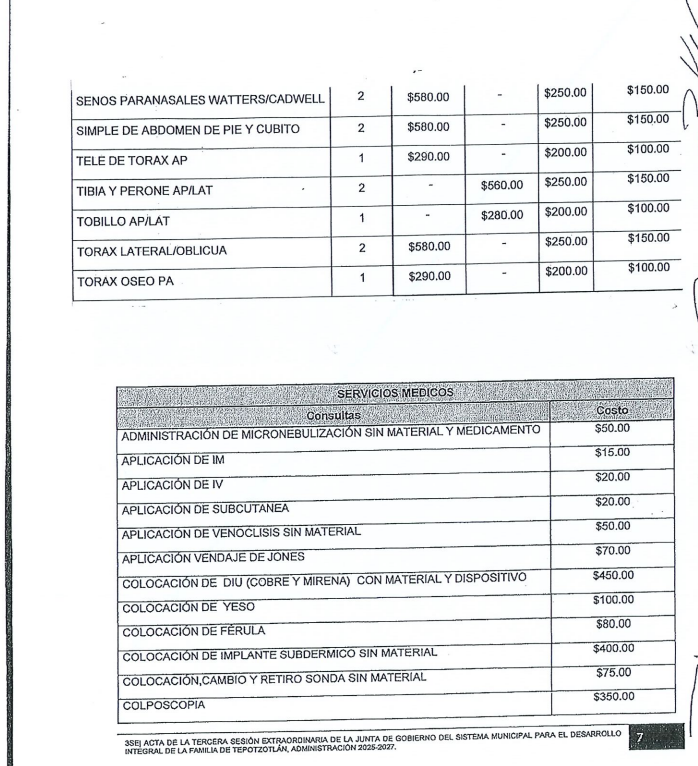 SENOS PARANASALES WATTERS/CADWELL 2 $580.00 - $250.00 $150.00
SIMPLE DE ABDOMEN DE PIE Y CUBITO 2 $580.00 - $250.00 $150.00
TELE DE TORAX AP 1 $290.00 - $200.00 $100.00
TIBIA Y PERONE AP/LAT 2 - $560.00 $250.00 $150.00
TOBILLO AP/LAT 1 - $280.00 $200.00 $100.00
TORAX LATERAL/OBLICUA 2 $580.00 - $250.00 $150.00
TORAX OSEO PA 1 $290.00 - $200.00 $100.00
SERVICIOS MEDICOS
Consultas Costo
ADMINISTRACIÓN DE MICRONEBULIZACIÓN SIN MATERIAL Y MEDICAMENTO $50.00
APLICACIÓN DE IM $15.00
APLICACIÓN DE IV $20.00
APLICACIÓN DE SUBCUTANEA $20.00
APLICACIÓN DE VENOCLISIS SIN MATERIAL $50.00
APLICACIÓN VENDAJE DE JONES $70.00
COLOCACIÓN DE DIU (COBRE Y MIRENA) CON MATERIAL Y DISPOSITIVO $450.00
COLOCACIÓN DE YESO $100.00
COLOCACIÓN DE FÉRULA $80.00
COLOCACIÓN DE IMPLANTE SUBDERMICO SIN MATERIAL $400.00
COLOCACIÓN,CAMBIO Y RETIRO SONDA SIN MATERIAL $75.00
COLPOSCOPIA $350.00
3SE| ACTA DE LA TERCERA SESIÓN EXTRAORDINARIA DE LA JUNTA DE GOBIERNO DEL SISTEMA MUNICIPAL PARA EL DESARROLLO 7
INTEGRAL DE LA FAMILIA DE TEPOTZOTLÁN, ADMINISTRACIÓN 2025-2027.